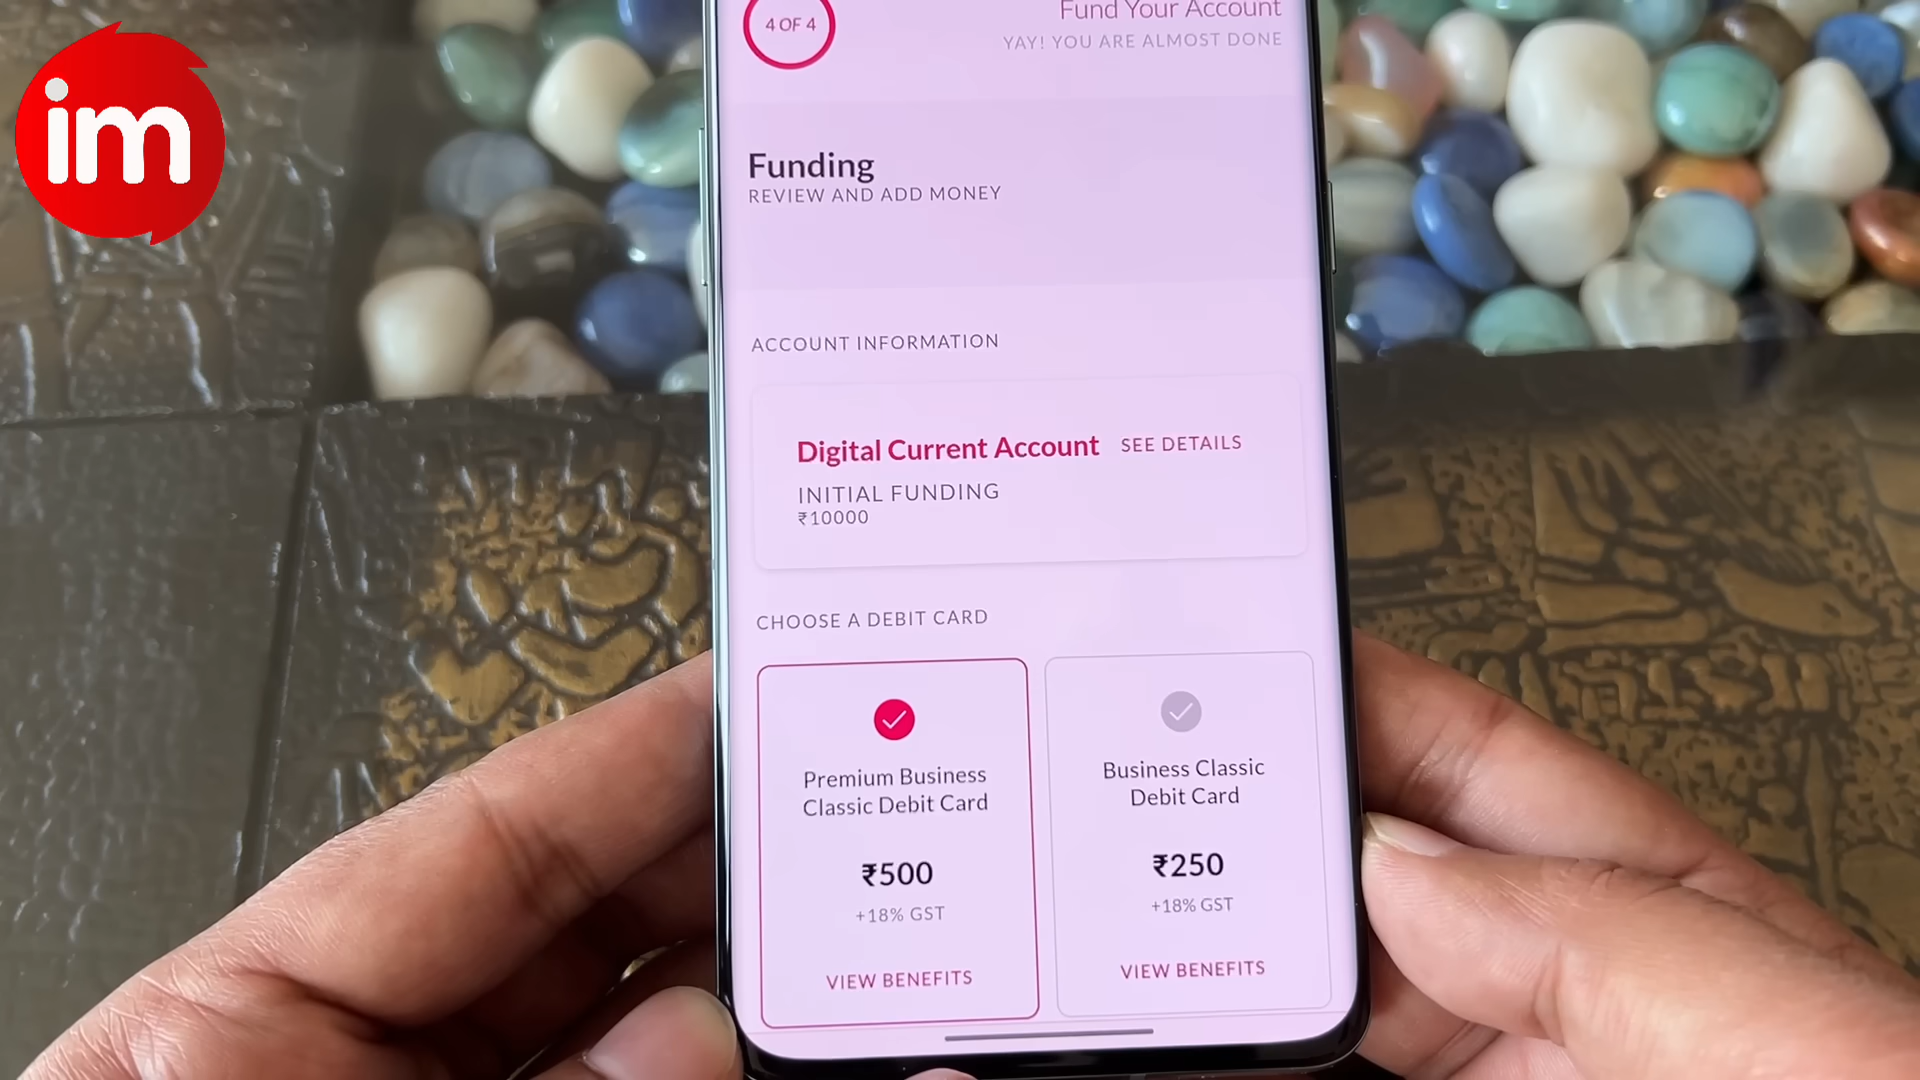 im
4 OF 4
Fund Your Account
YAY! YOU ARE ALMOST DONE
Funding
REVIEW AND ADD MONEY
ACCOUNT INFORMATION
Digital Current Account SEE DETAILS
INITIAL FUNDING
₹10000
CHOOSE A DEBIT CARD
Premium Business
Classic Debit Card
₹500
+18% GST
VIEW BENEFITS
Business Classic
Debit Card
₹250
+18% GST
VIEW BENEFITS